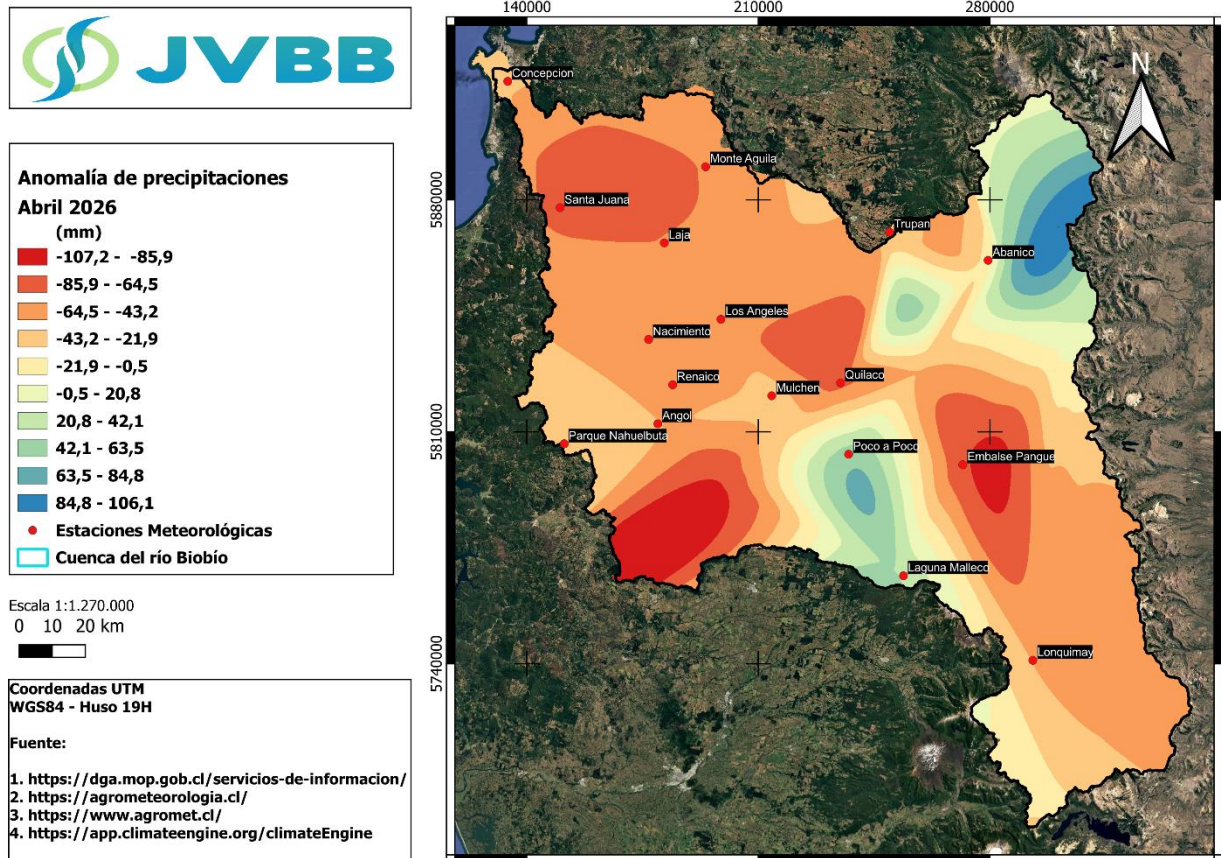 JVBB
Anomalía de precipitaciones
Abril 2026
(mm)
-107,2 - -85,9
-85,9 - -64,5
-64,5 - -43,2
-43,2 - -21,9
-21,9 - -0,5
-0,5 - 20,8
20,8 - 42,1
42,1 - 63,5
63,5 - 84,8
84,8 - 106,1
Estaciones Meteorológicas
Cuenca del río Biobío
Escala 1:1.270.000
0 10 20 km
Coordenadas UTM
WGS84 - Huso 19H
Fuente:
1. https://dga.mop.gob.cl/servicios-de-informacion/
2. https://agrometeorologia.cl/
3. https://www.agromet.cl/
4. https://app.climateengine.org/climateEngine
140000 210000 280000
5880000
5810000
5740000
N
Concepcion
Monte Aguila
Santa Juana
Trupan
Laja
Abanico
Los Angeles
Nacimiento
Renaico
Quilaco
Mulchen
Angol
Parque Nahuelbuta
Poco a Poco
Embalse Pangue
Laguna Malleco
Lonquimay